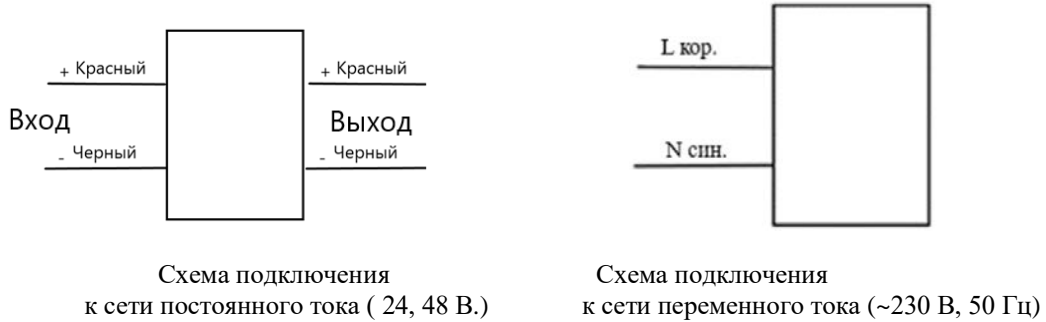 + Красный
+ Красный
Вход
Выход
- Черный
- Черный
L кор.
N син.
Схема подключения
к сети постоянного тока ( 24, 48 В.)
Схема подключения
к сети переменного тока (~230 В, 50 Гц)